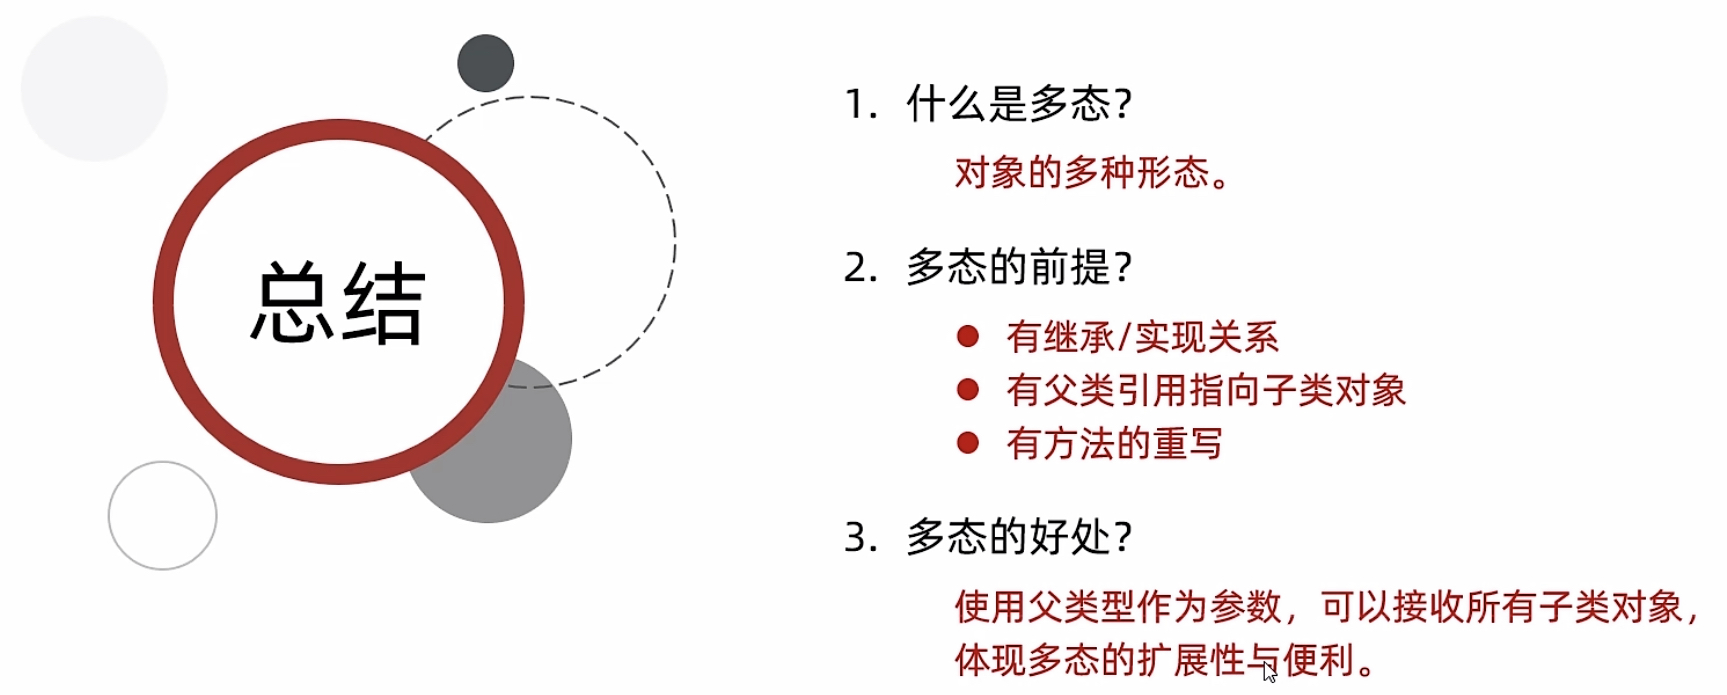 总结
1. 什么是多态？
对象的多种形态。
2. 多态的前提？
● 有继承/实现关系
● 有父类引用指向子类对象
● 有方法的重写
3. 多态的好处？
使用父类型作为参数，可以接收所有子类对象，
体现多态的扩展性与便利。